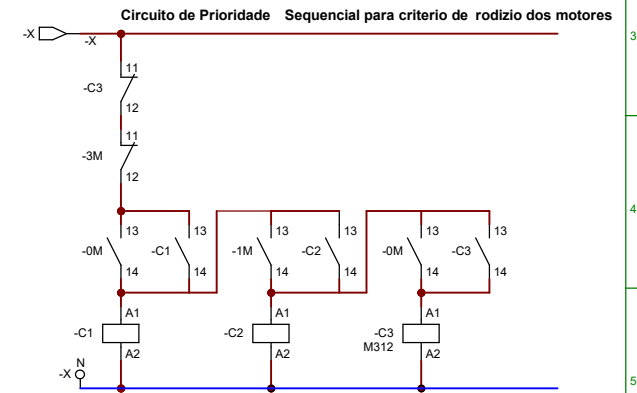 Circuito de Prioridade Sequencial para criterio de rodizio dos motores
-X
-X
3
11
-C3
12
11
-3M
12
4
13 13 13 13 13 13
-0M -C1 -1M -C2 -0M -C3
14 14 14 14 14 14
A1 A1 A1
-C1 -C2 -C3
M312
A2 A2 A2
N
-X
5